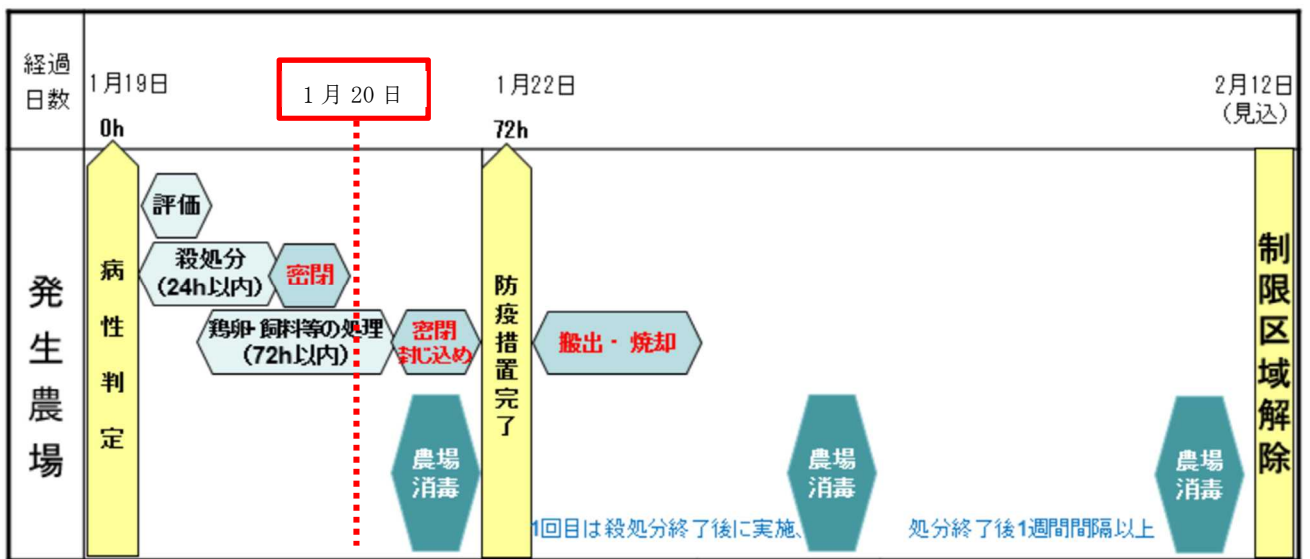 経過
日数
1月19日
0h
1月20日
1月22日
72h
2月12日
(見込)
発生農場
病性判定
評価
殺処分
(24h以内)
密閉
鶏卵・飼料等の処理
(72h以内)
密閉
封じ込め
農場
消毒
防疫措置完了
搬出・焼却
農場
消毒
農場
消毒
制限区域解除
1回目は殺処分終了後に実施、
処分終了後1週間間隔以上